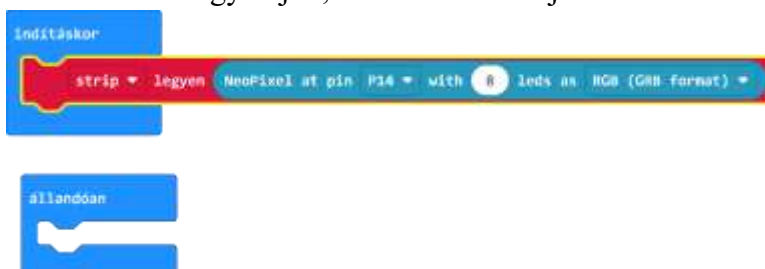 indításkor
strip legyen NeoPixel at pin P14 with 8 leds as RGB (GRB format)
állandóan